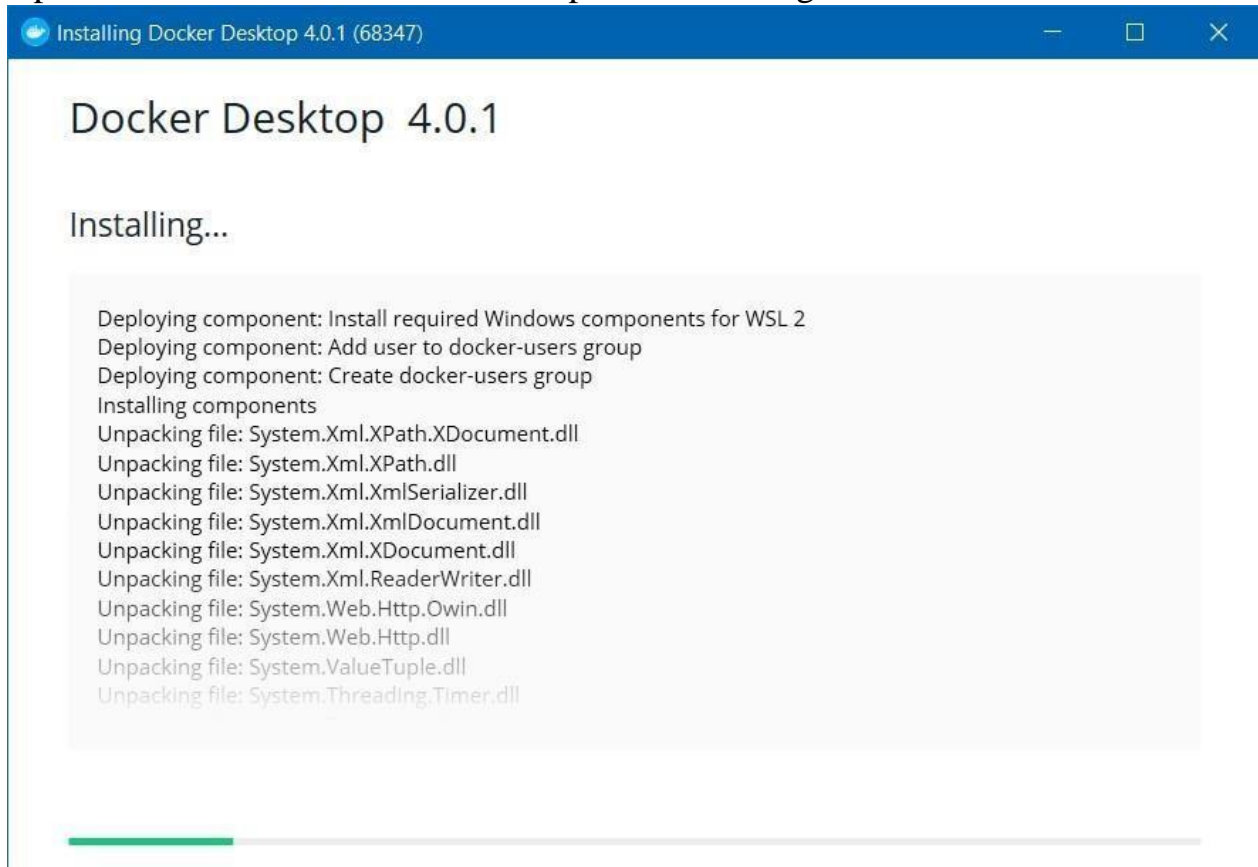 Installing Docker Desktop 4.0.1 (68347)
Docker Desktop 4.0.1
Installing...
Deploying component: Install required Windows components for WSL 2
Deploying component: Add user to docker-users group
Deploying component: Create docker-users group
Installing components
Unpacking file: System.Xml.XPath.XDocument.dll
Unpacking file: System.Xml.XPath.dll
Unpacking file: System.Xml.XmlSerializer.dll
Unpacking file: System.Xml.XmlDocument.dll
Unpacking file: System.Xml.XDocument.dll
Unpacking file: System.Xml.ReaderWriter.dll
Unpacking file: System.Web.Http.Owin.dll
Unpacking file: System.Web.Http.dll
Unpacking file: System.ValueTuple.dll
Unpacking file: System.Threading.Timer.dll